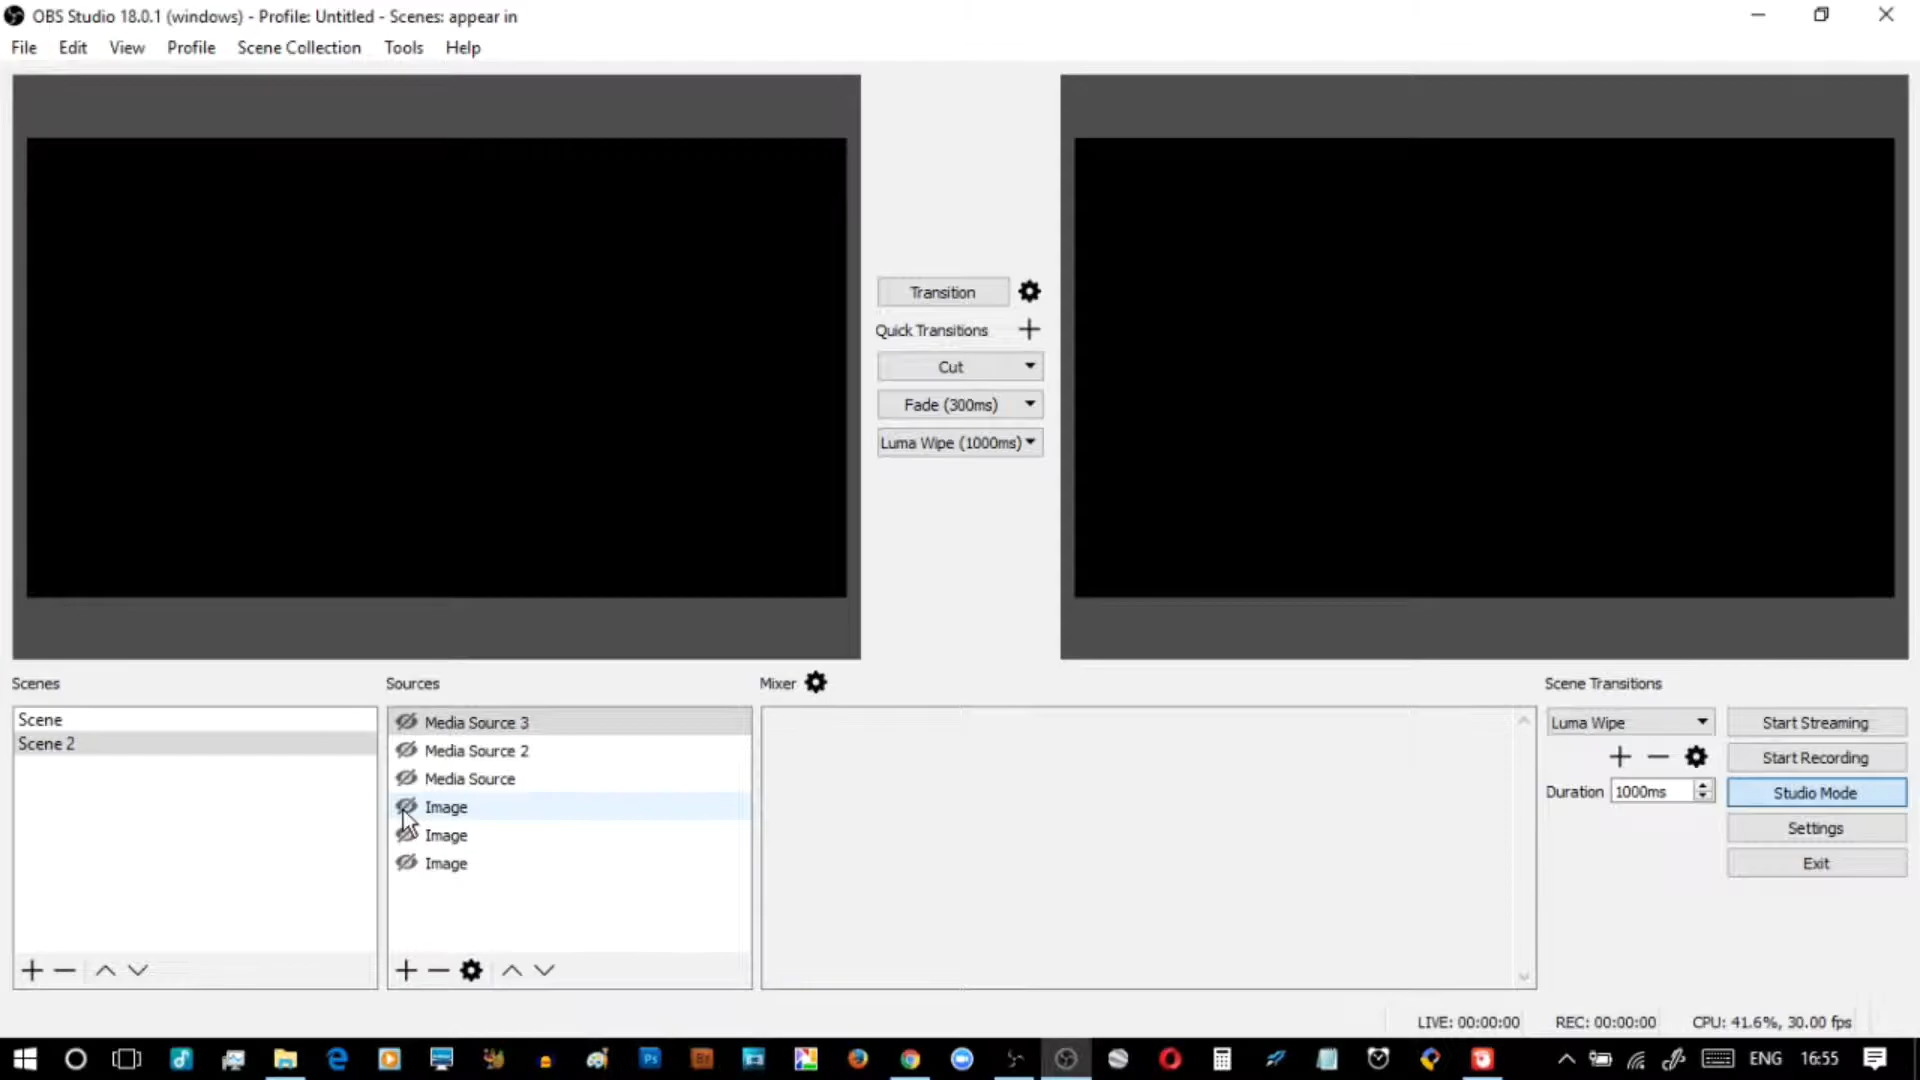 OBS Studio 18.0.1 (windows) - Profile: Untitled - Scenes: appear in
File Edit View Profile Scene Collection Tools Help
Transition
Quick Transitions
Cut
Fade (300ms)
Luma Wipe (1000ms)
Scenes
Scene
Scene 2
Sources
Media Source 3
Media Source 2
Media Source
Image
Image
Image
Mixer
Scene Transitions
Luma Wipe
Duration 1000ms
Start Streaming
Start Recording
Studio Mode
Settings
Exit
LIVE: 00:00:00 REC: 00:00:00 CPU: 41.6%, 30.00 fps
Ps Br ENG 16:55